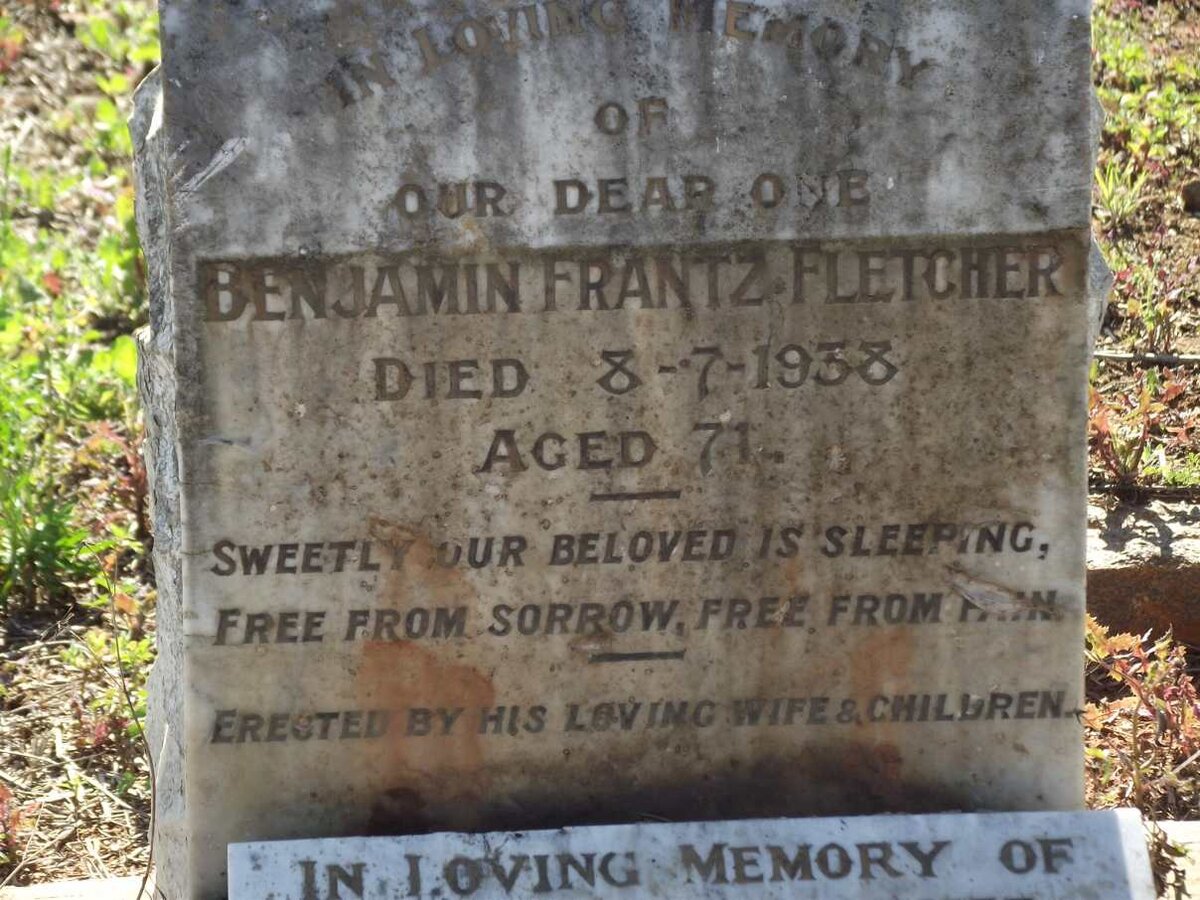 IN LOVING MEMORY
OF
OUR DEAR ONE
BENJAMIN FRANTZ FLETCHER
DIED 8-7-1938
AGED 71.
SWEETLY OUR BELOVED IS SLEEPING,
FREE FROM SORROW, FREE FROM PAIN.
ERECTED BY HIS LOVING WIFE & CHILDREN.
IN LOVING MEMORY OF